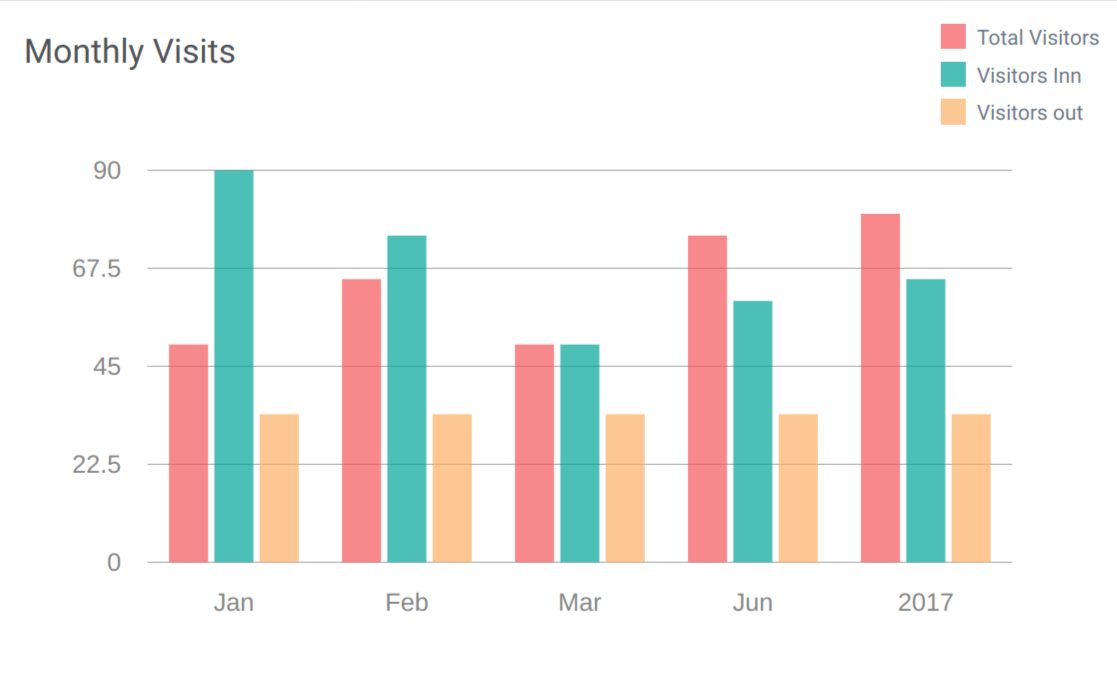 Monthly Visits
Total Visitors
Visitors Inn
Visitors out
90
67.5
45
22.5
0
Jan Feb Mar Jun 2017